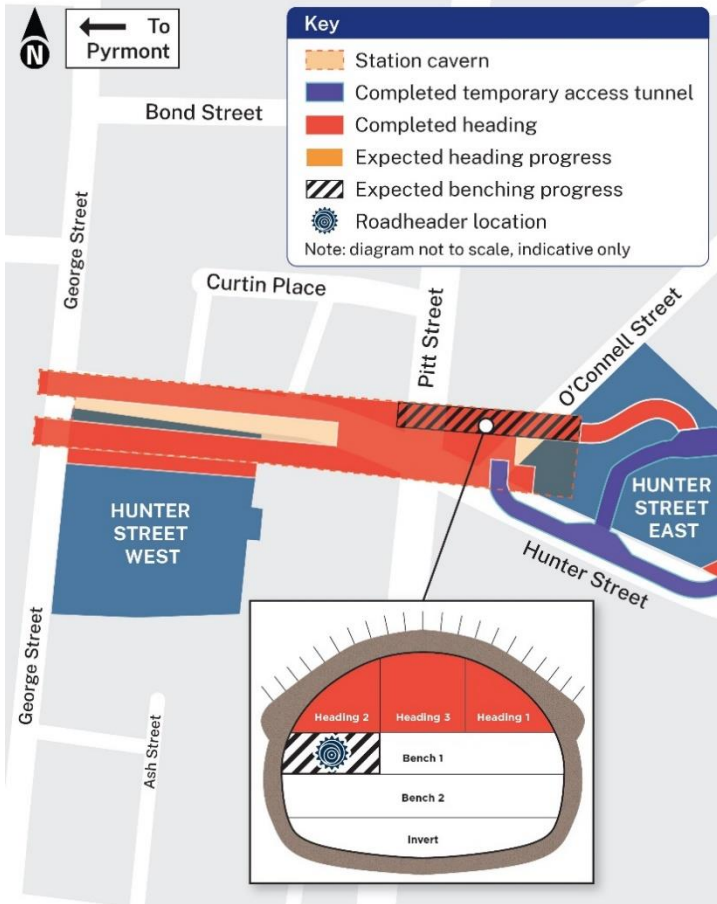 N
To
Pyrmont
Key
Station cavern
Completed temporary access tunnel
Completed heading
Expected heading progress
Expected benching progress
Roadheader location
Note: diagram not to scale, indicative only
Bond Street
George Street
Curtin Place
Pitt Street
O'Connell Street
HUNTER
STREET
WEST
HUNTER
STREET
EAST
Hunter Street
George Street
Ash Street
Heading 2
Heading 3
Heading 1
Bench 1
Bench 2
Invert